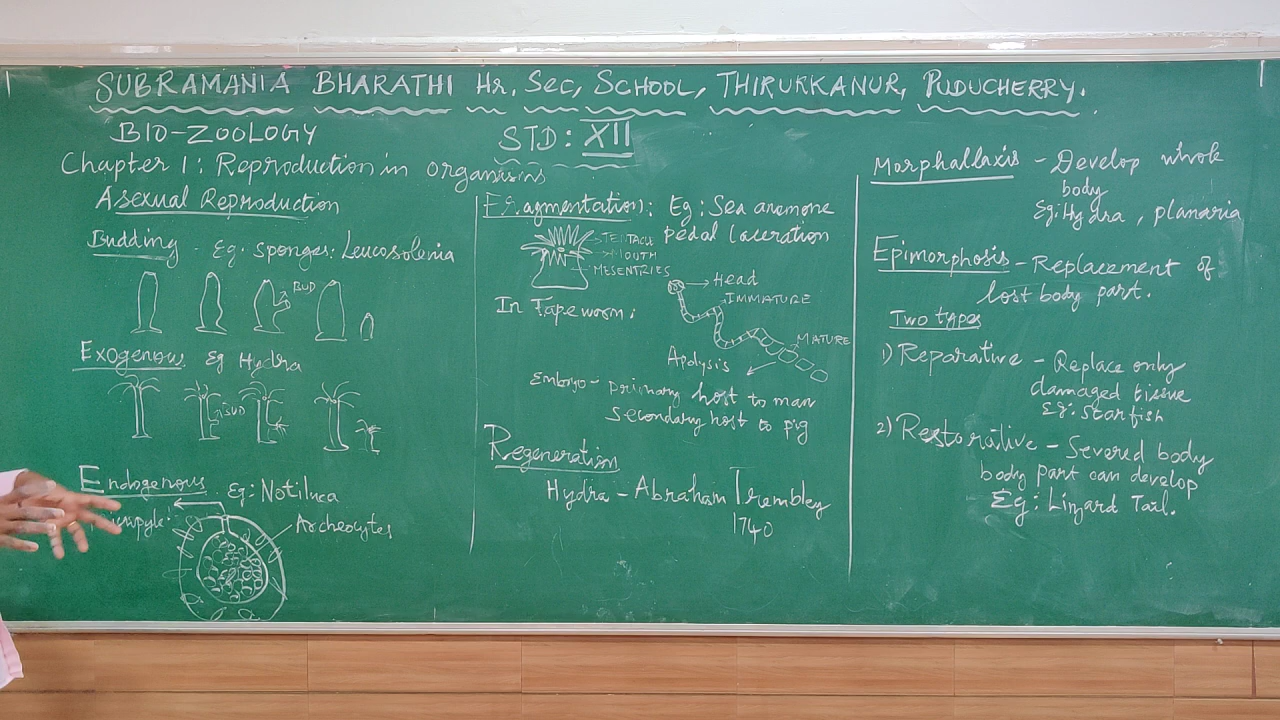 SUBRAMANIA BHARATHI Hr. Sec, SCHOOL, THIRUKKANUR, PUDUCHERRY.
BIO-ZOOLOGY
STD: XII
Chapter 1: Reproduction in organisms
Asexual Reproduction
Budding - Eg. Sponges: Leucosolenia
BUD
Exogenous Eg Hydra
BUD
Endogenous. Eg: Notiluca
Archeocytes
Fragmentation: Eg: Sea anemone
pedal laceration
TENTACLE
MOUTH
MESENTRIES
Head
In Tapeworm:
IMMATURE
MATURE
Apolysis
Embryo - primary host to man
Secondary host to pig
Regeneration
Hydra - Abraham Trembley
1740
Morphallaxis - Develop whole
body
Eg: Hydra, planaria
Epimorphosis - Replacement of
lost body part.
Two types
1) Reparative - Replace only
damaged tissue
Eg: Starfish
2) Restorative - Severed body
body part can develop
Eg: Lizard Tail.